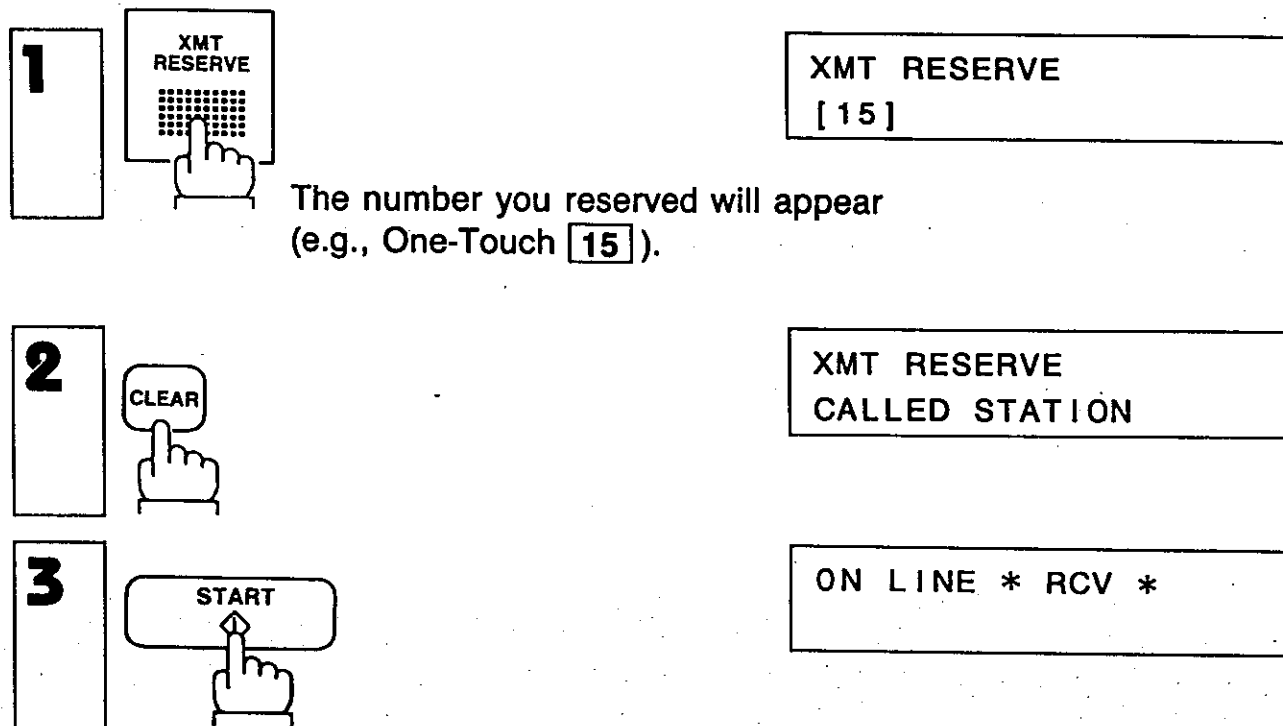 1
XMT
RESERVE
XMT RESERVE
[15]
The number you reserved will appear
(e.g., One-Touch 15 ).
2
CLEAR
XMT RESERVE
CALLED STATION
3
START
ON LINE * RCV *